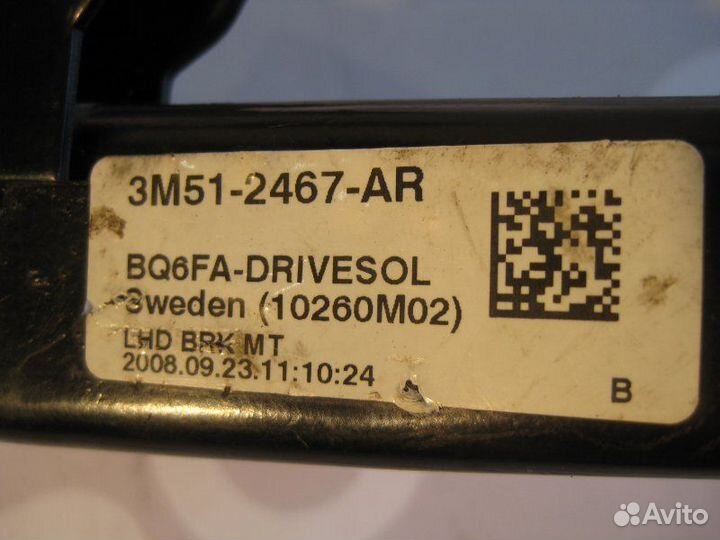 3M51-2467-AR
BQ6FA-DRIVESOL
Sweden (10260M02)
LHD BRK MT
2008.09.23.11:10:24
B
Avito